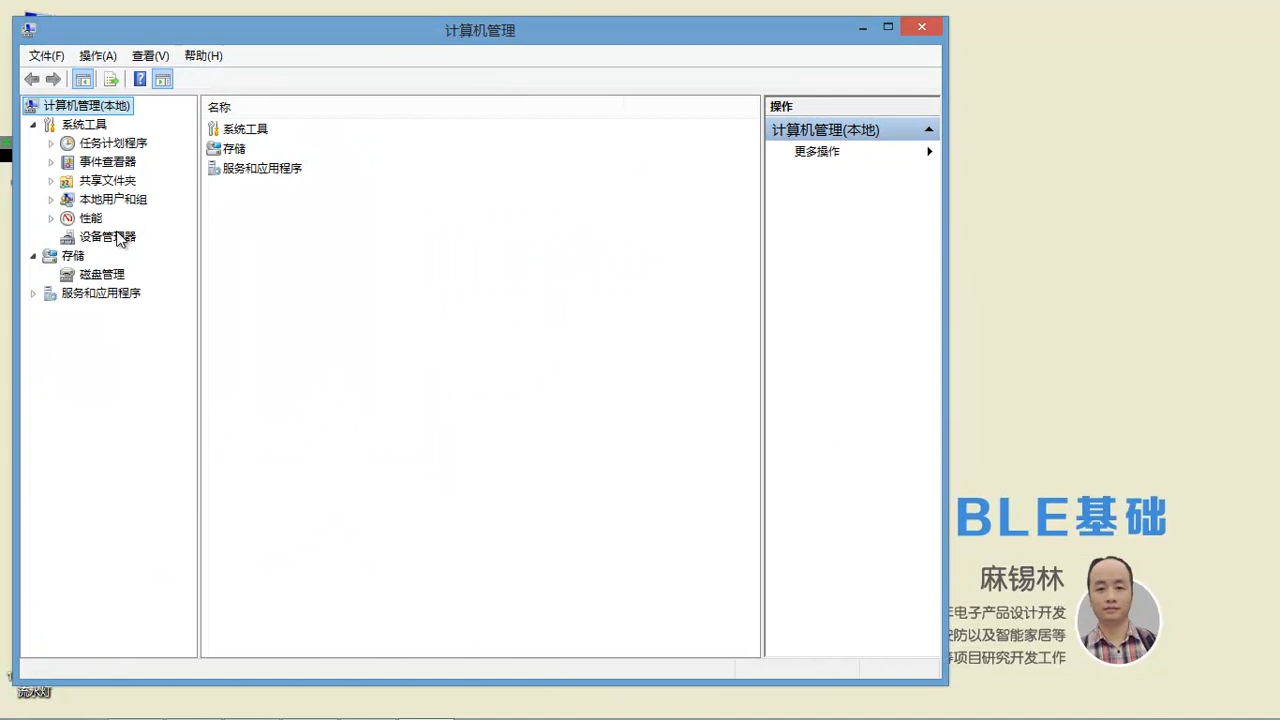 计算机管理
文件(F) 操作(A) 查看(V) 帮助(H)
计算机管理(本地)
系统工具
任务计划程序
事件查看器
共享文件夹
本地用户和组
性能
设备管理器
存储
磁盘管理
服务和应用程序
名称
系统工具
存储
服务和应用程序
操作
计算机管理(本地)
更多操作
BLE基础
麻锡林
电子产品设计开发
防以及智能家居等
项目研究开发工作
流水灯